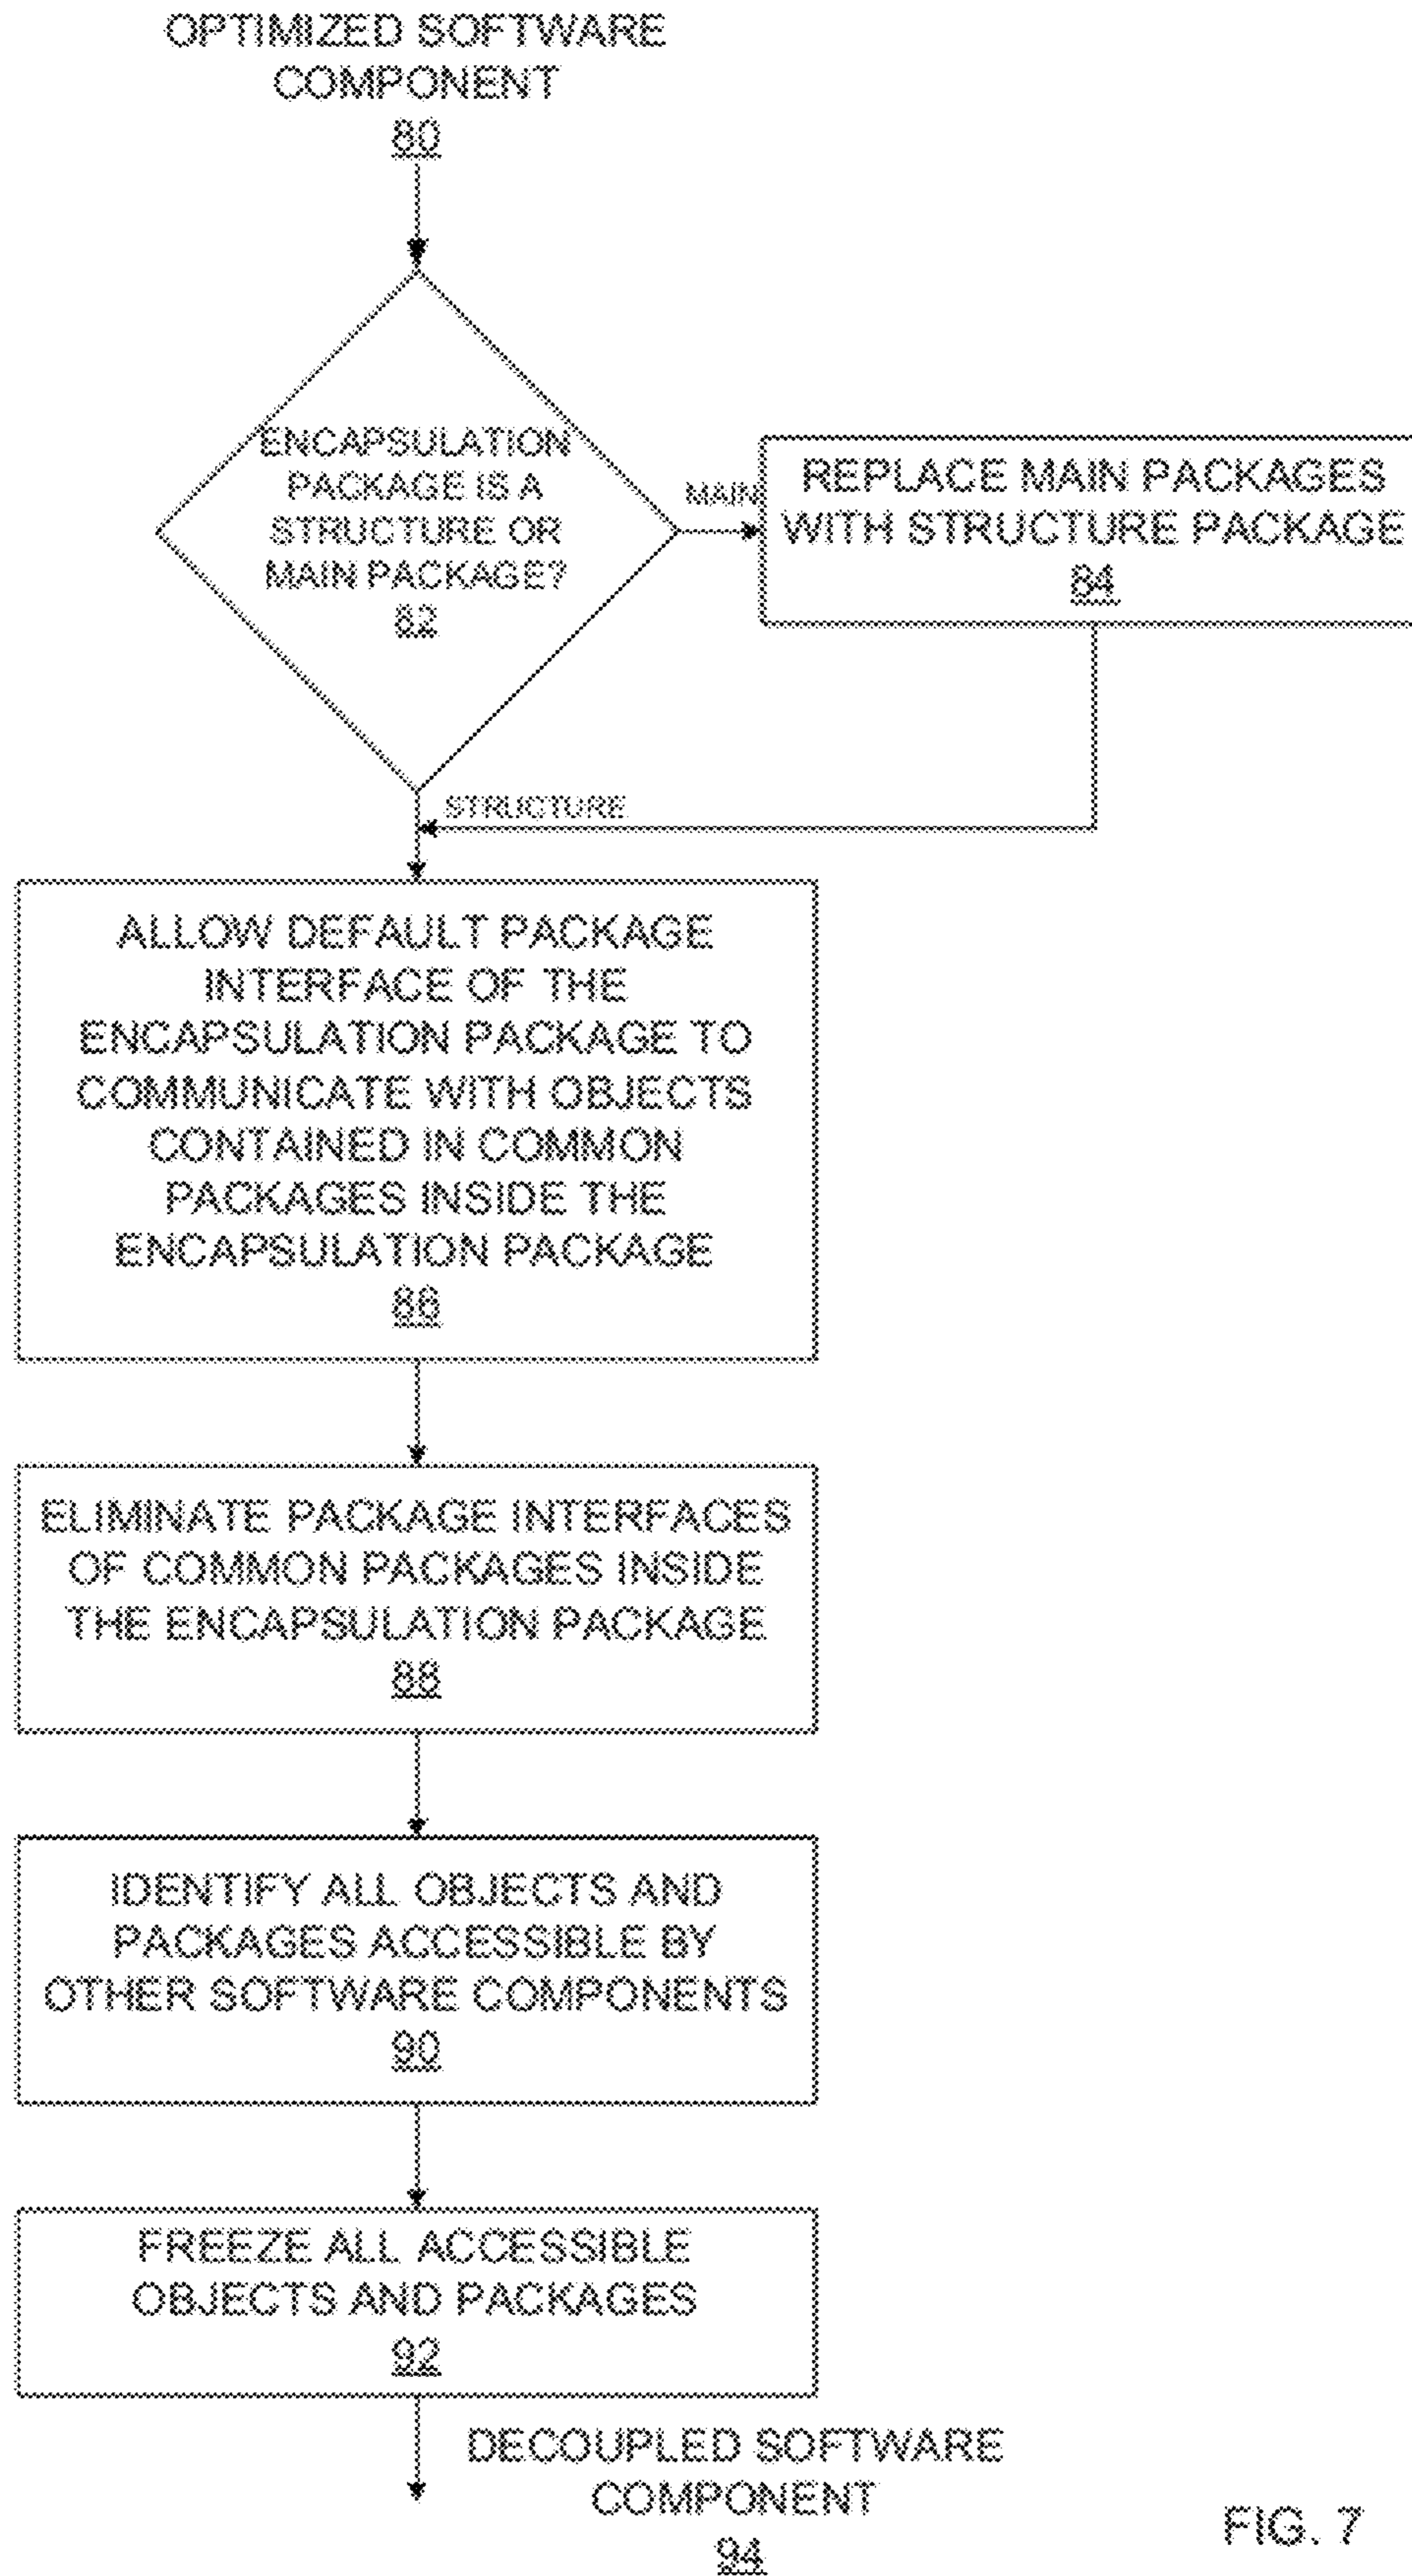 OPTIMIZED SOFTWARE
COMPONENT
80
ENCAPSULATION
PACKAGE IS A
STRUCTURE OR
MAIN PACKAGE?
82
MAIN
REPLACE MAIN PACKAGES
WITH STRUCTURE PACKAGE
84
STRUCTURE
ALLOW DEFAULT PACKAGE
INTERFACE OF THE
ENCAPSULATION PACKAGE TO
COMMUNICATE WITH OBJECTS
CONTAINED IN COMMON
PACKAGES INSIDE THE
ENCAPSULATION PACKAGE
86
ELIMINATE PACKAGE INTERFACES
OF COMMON PACKAGES INSIDE
THE ENCAPSULATION PACKAGE
88
IDENTIFY ALL OBJECTS AND
PACKAGES ACCESSIBLE BY
OTHER SOFTWARE COMPONENTS
90
FREEZE ALL ACCESSIBLE
OBJECTS AND PACKAGES
92
DECOUPLED SOFTWARE
COMPONENT
94
FIG. 7